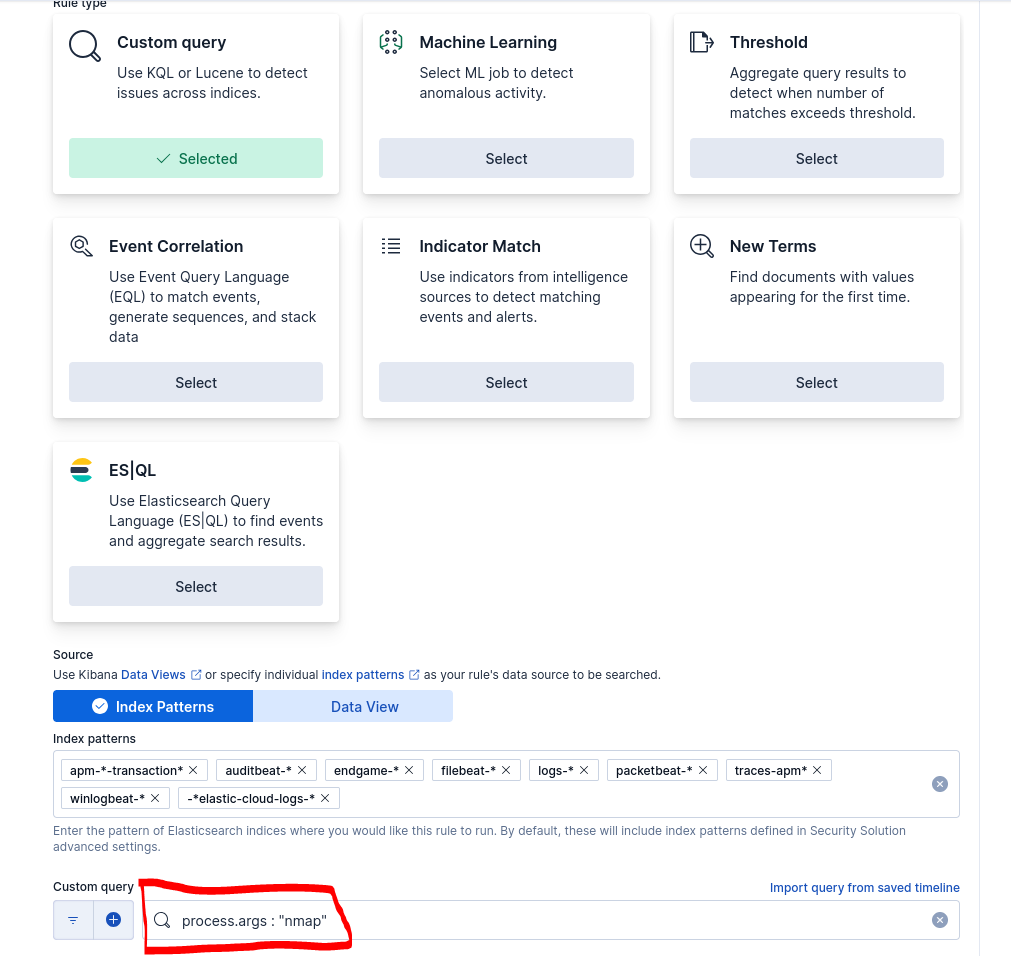 Rule type
Custom query
Use KQL or Lucene to detect
issues across indices.
Selected
Machine Learning
Select ML job to detect
anomalous activity.
Select
Threshold
Aggregate query results to
detect when number of
matches exceeds threshold.
Select
Event Correlation
Use Event Query Language
(EQL) to match events,
generate sequences, and stack
data
Select
Indicator Match
Use indicators from intelligence
sources to detect matching
events and alerts.
Select
New Terms
Find documents with values
appearing for the first time.
Select
ES|QL
Use Elasticsearch Query
Language (ES|QL) to find events
and aggregate search results.
Select
Source
Use Kibana Data Views or specify individual index patterns as your rule's data source to be searched.
Index Patterns Data View
Index patterns
apm-*-transaction* auditbeat-* endgame-* filebeat-* logs-* packetbeat-* traces-apm*
winlogbeat-* -*elastic-cloud-logs-*
Enter the pattern of Elasticsearch indices where you would like this rule to run. By default, these will include index patterns defined in Security Solution
advanced settings.
Custom query Import query from saved timeline
process.args : "nmap"